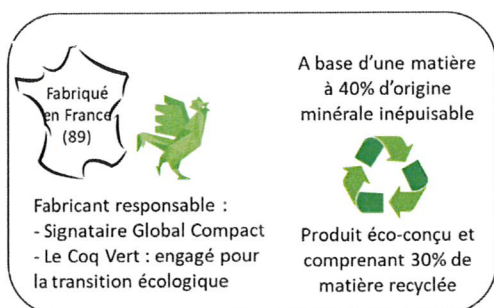 Fabriqué
en France
(89)
Fabricant responsable :
- Signataire Global Compact
- Le Coq Vert : engagé pour
la transition écologique
A base d'une matière
à 40% d'origine
minérale inépuisable
Produit éco-conçu et
comprenant 30% de
matière recyclée